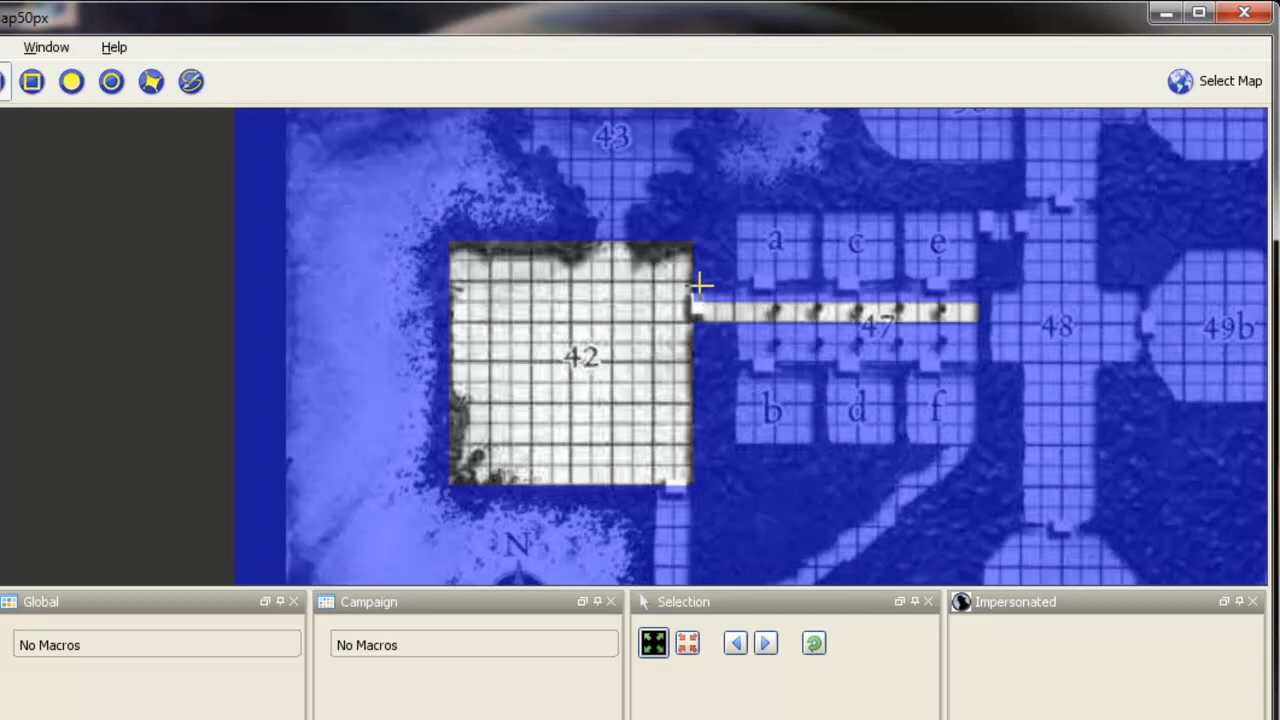 ap50px
Window Help
Select Map
43
a c e
42
47
48
49b
b d f
N
Global
Campaign
Selection
Impersonated
No Macros
No Macros